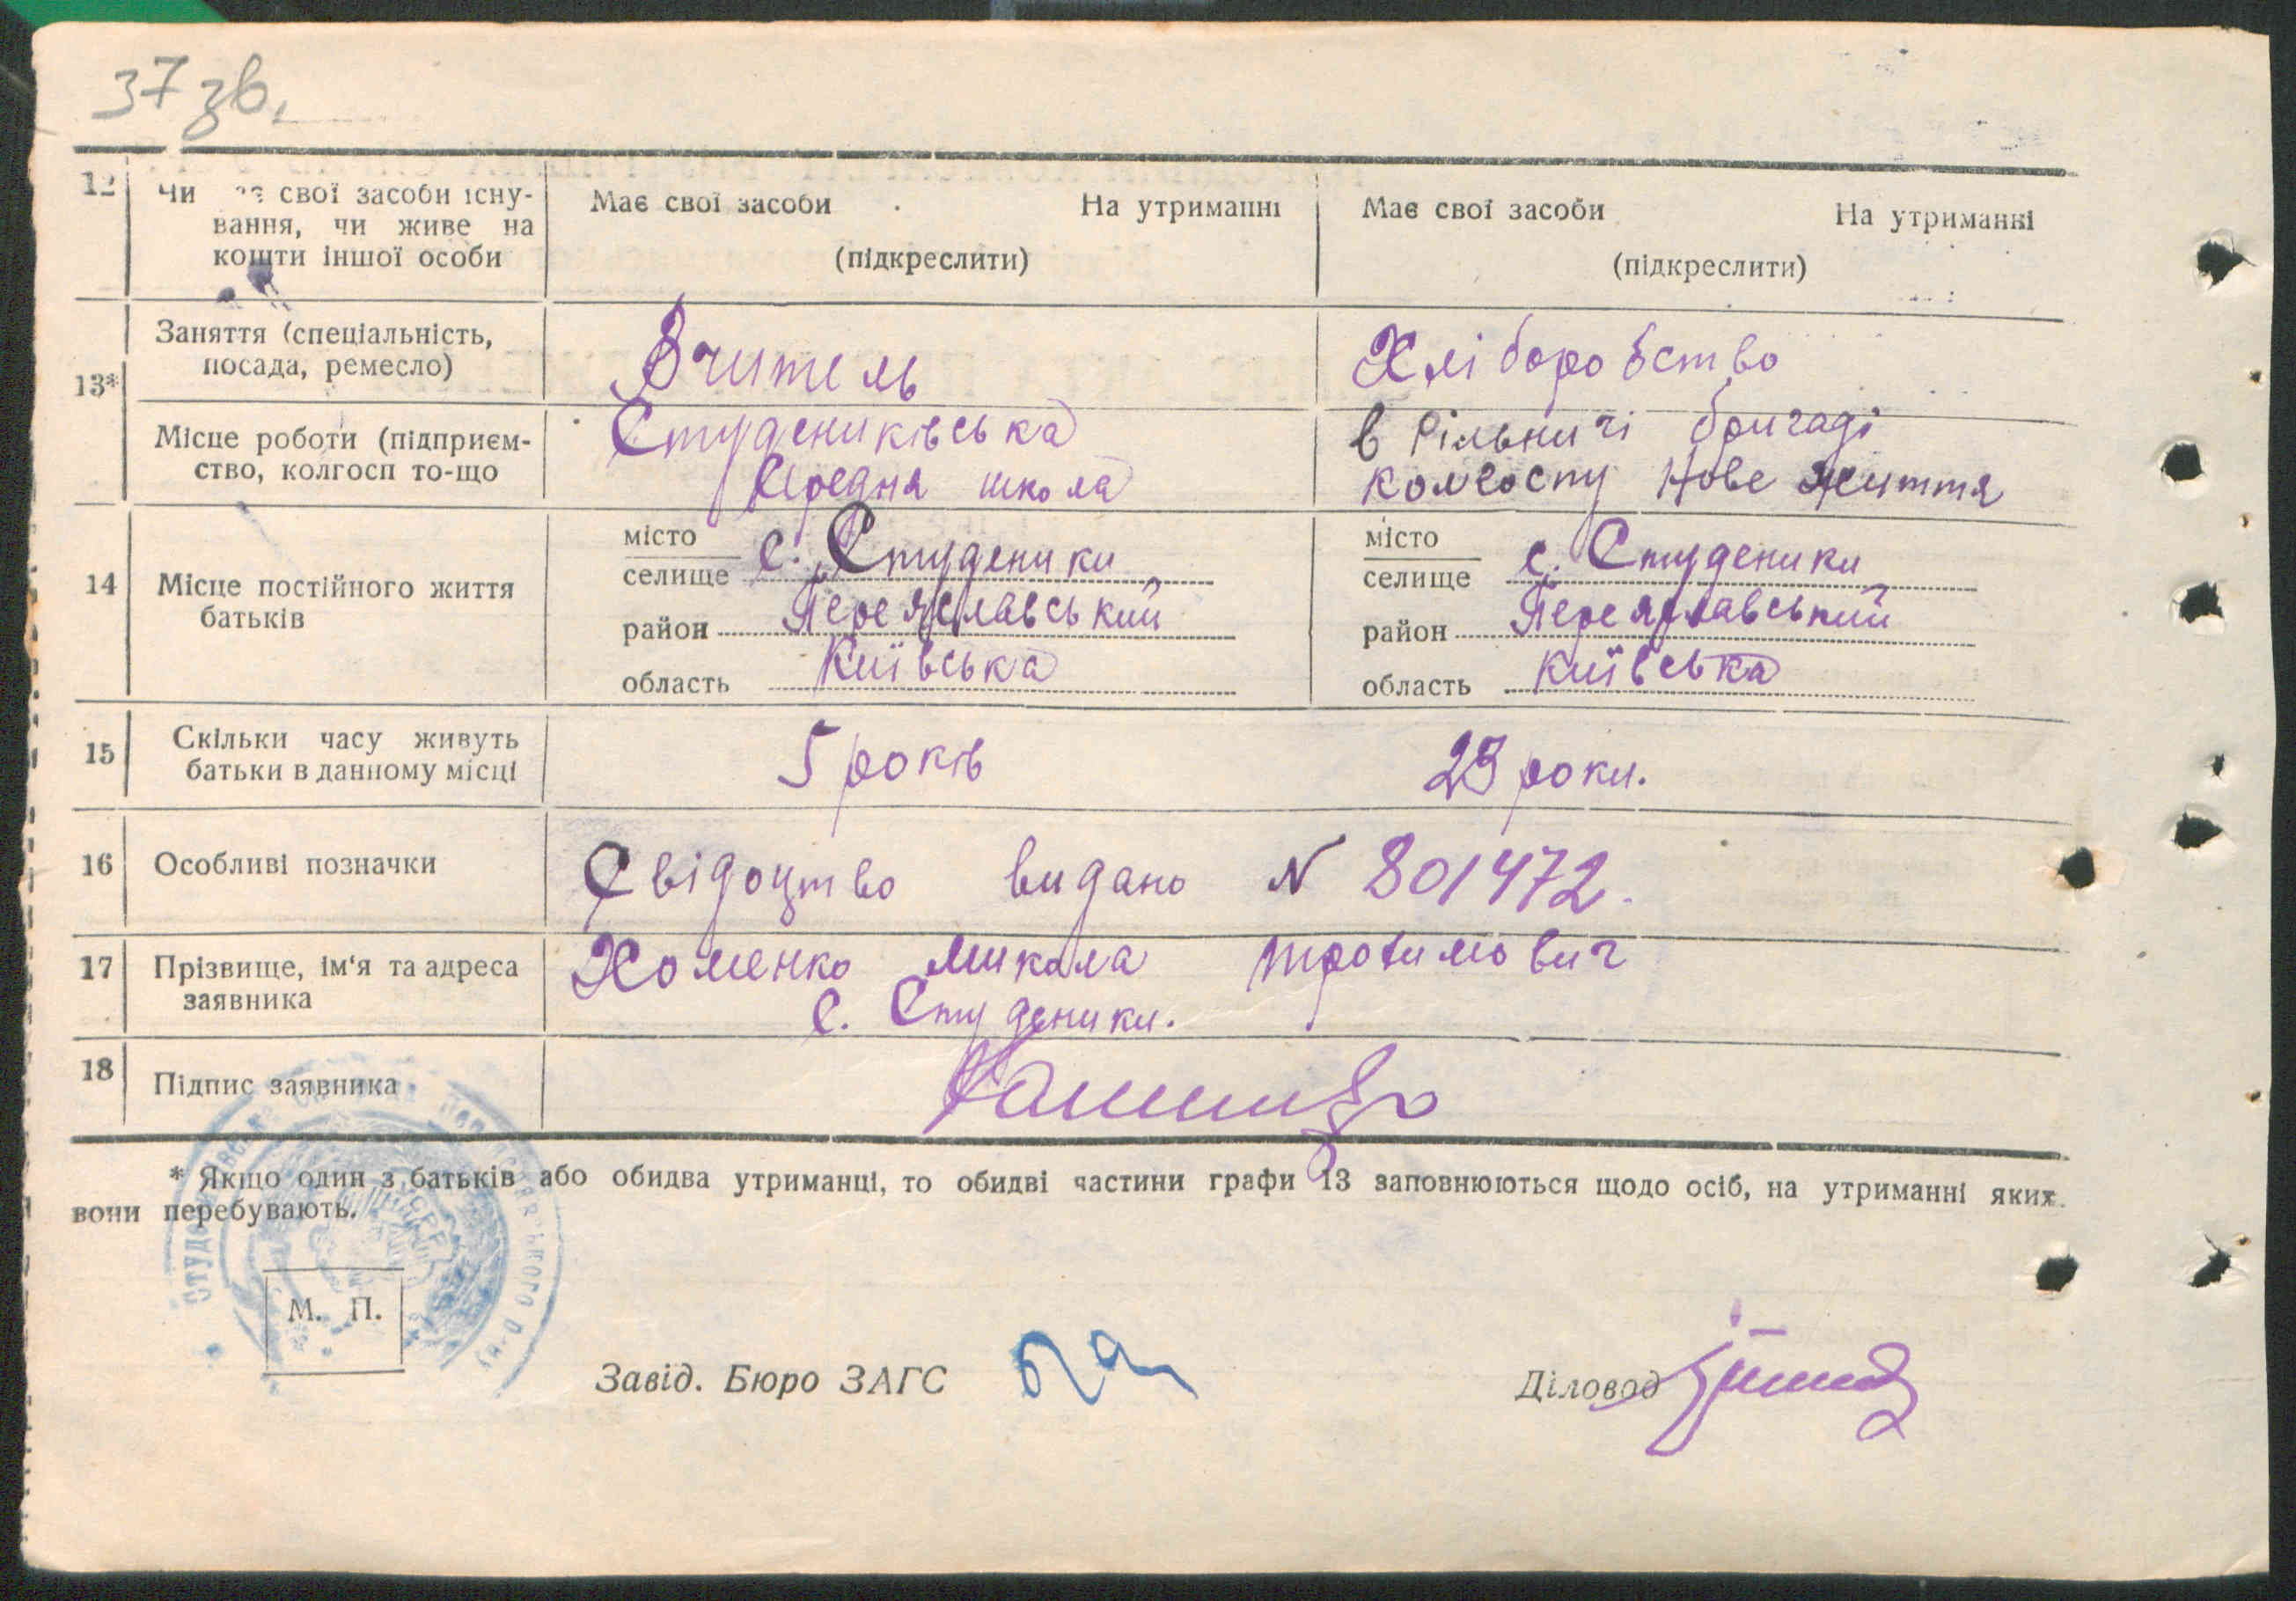 37 зв.
12 Чи має свої засоби існу- Має свої засоби На утриманні Має свої засоби На утриманні
вання, чи живе на
кошти іншої особи (підкреслити) (підкреслити)
13* Заняття (спеціальність, Вчитель Хліборобство
посада, ремесло)
Місце роботи (підприєм- Студениківська в Рільничі бригаді
ство, колгосп то-що Середня школа колгоспу Нове життя
14 Місце постійного життя місто с. Студеники місто с. Студеники
батьків селище селище
район Переяславський район Переяславський
область Київська область Київська
15 Скільки часу живуть 5 років 23 роки.
батьки в данному місці
16 Особливі позначки Свідоцтво видано N 801472.
17 Прізвище, ім'я та адреса Хоменко Микола Трохимович
заявника с. Студеники.
18 Підпис заявника
* Якщо один з батьків або обидва утриманці, то обидві частини графи 13 заповнюються щодо осіб, на утриманні яких
вони перебувають.
М. П.
Завід. Бюро ЗАГС Діловод